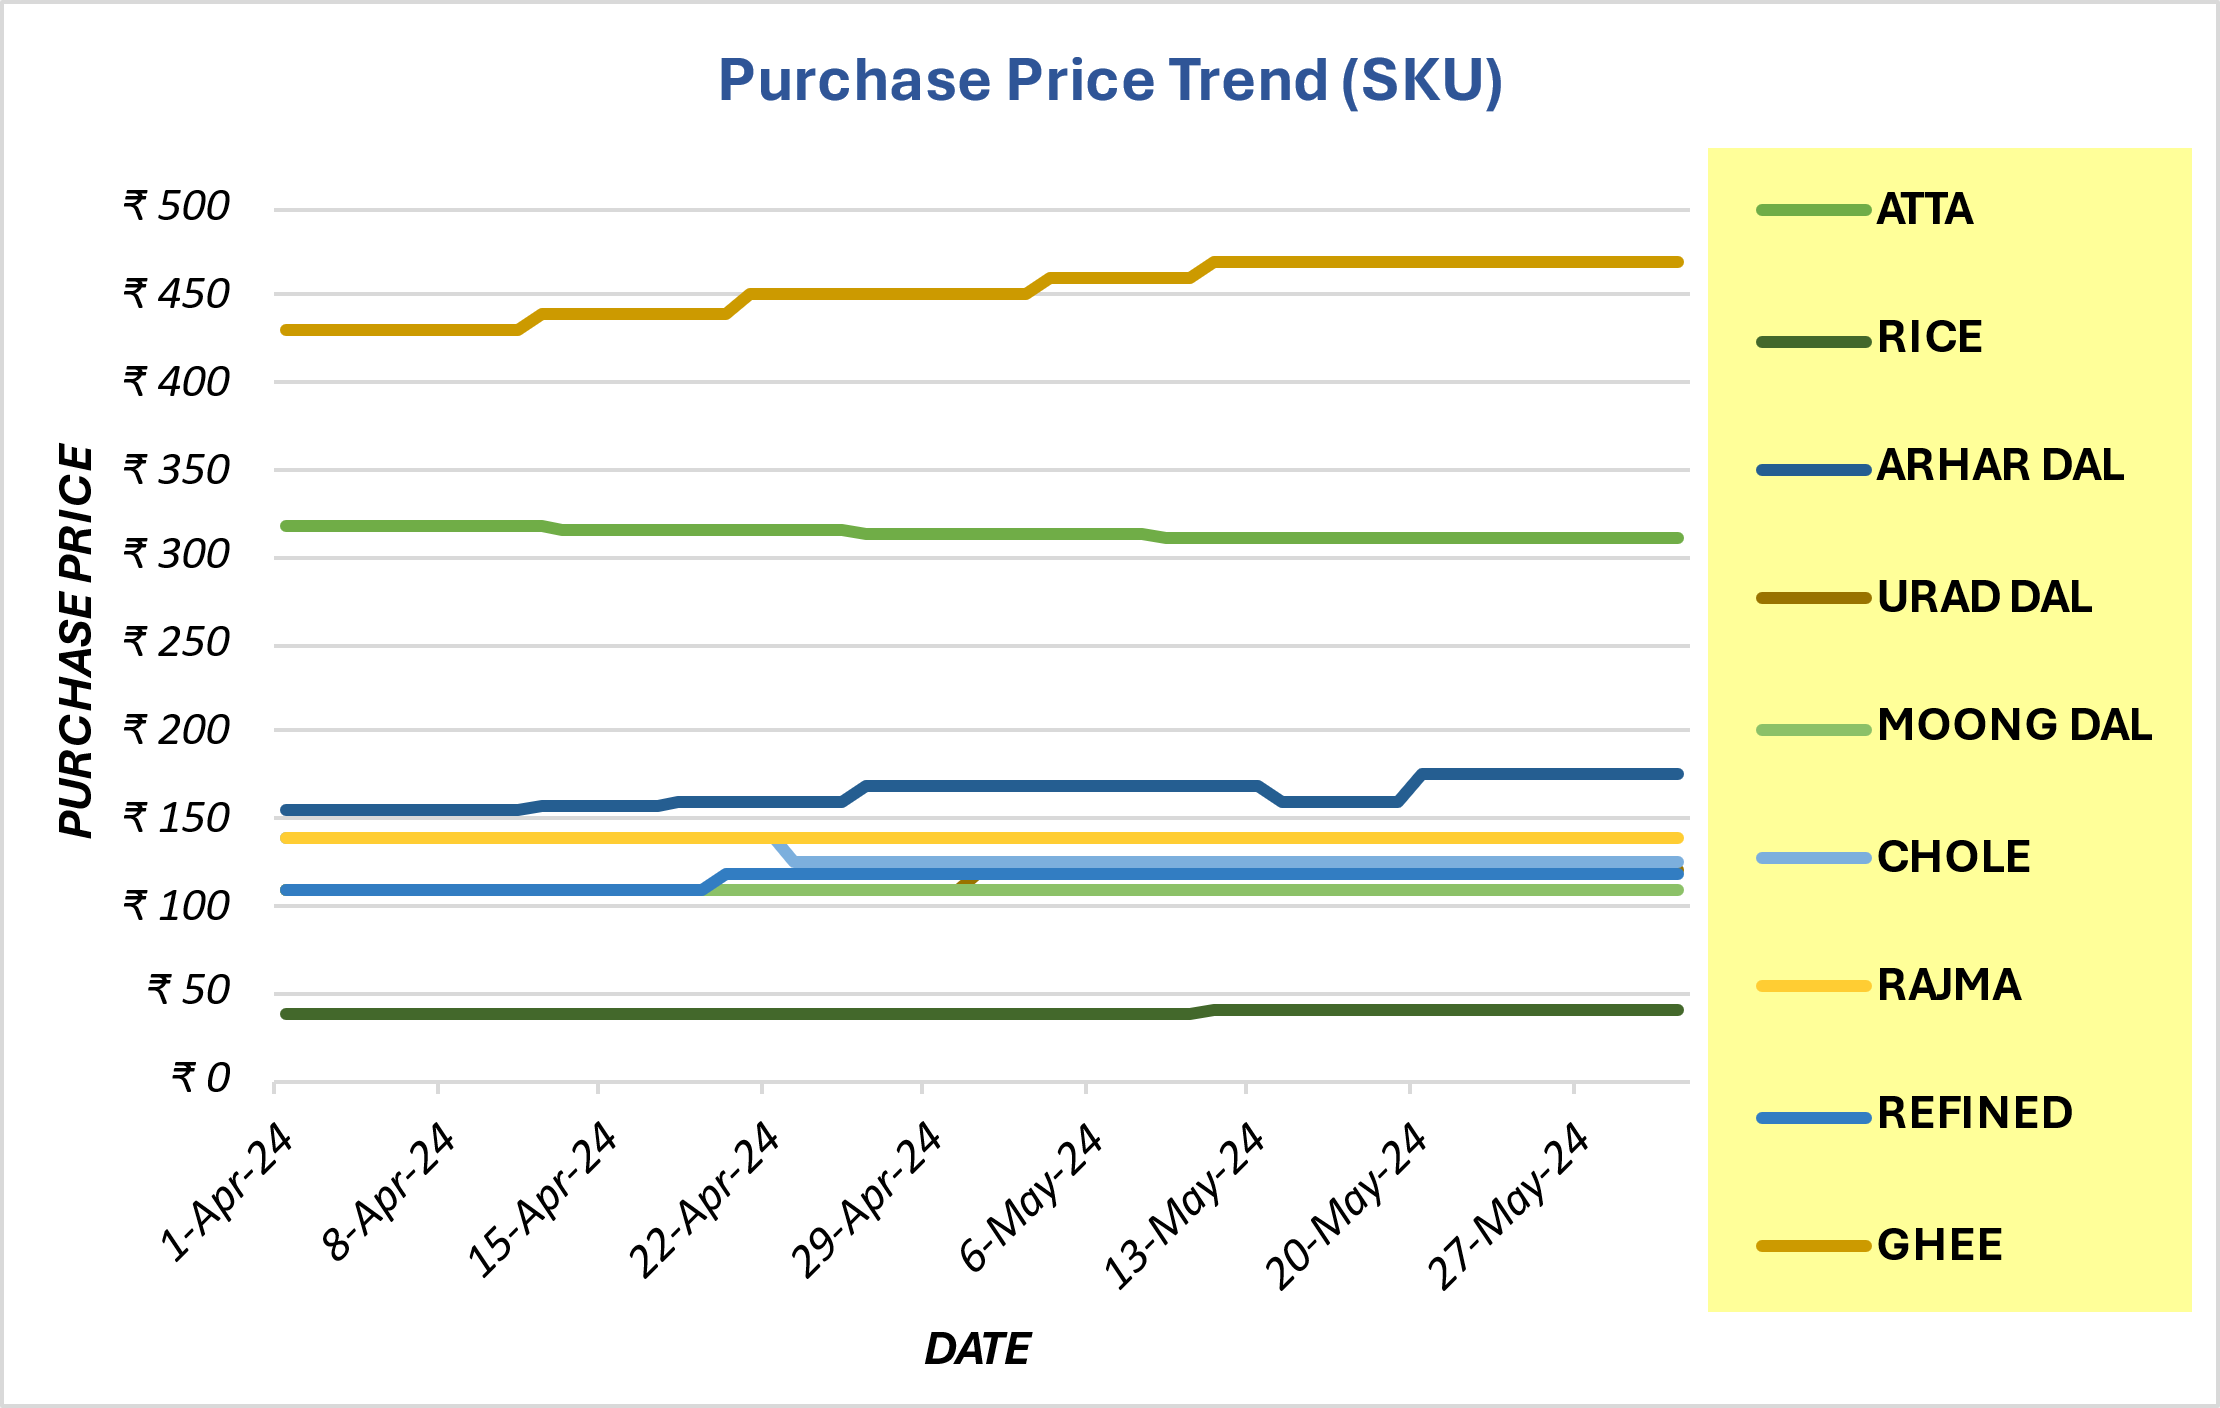 Purchase Price Trend (SKU)
₹ 500
₹ 450
₹ 400
₹ 350
₹ 300
₹ 250
₹ 200
₹ 150
₹ 100
₹ 50
₹ 0
PURCHASE PRICE
1-Apr-24
8-Apr-24
15-Apr-24
22-Apr-24
29-Apr-24
6-May-24
13-May-24
20-May-24
27-May-24
DATE
ATTA
RICE
ARHAR DAL
URAD DAL
MOONG DAL
CHOLE
RAJMA
REFINED
GHEE